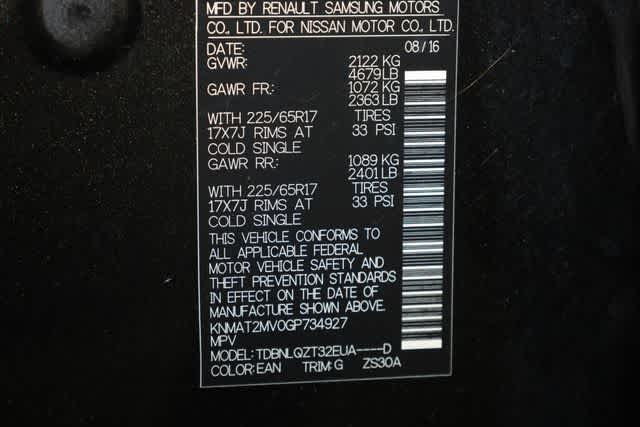 MFD BY RENAULT SAMSUNG MOTORS
CO., LTD. FOR NISSAN MOTOR CO., LTD.
DATE: 08/16
GVWR: 2122 KG
4679LB
GAWR FR: 1072 KG
2363LB
WITH 225/65R17 TIRES
17X7J RIMS AT 33 PSI
COLD SINGLE
GAWR RR: 1089 KG
2401LB
WITH 225/65R17 TIRES
17X7J RIMS AT 33 PSI
COLD SINGLE
THIS VEHICLE CONFORMS TO
ALL APPLICABLE FEDERAL
MOTOR VEHICLE SAFETY AND
THEFT PREVENTION STANDARDS
IN EFFECT ON THE DATE OF
MANUFACTURE SHOWN ABOVE.
KNMAT2MV0GP734927
MPV
MODEL:TDBNLQZT32EUA----D
COLOR:EAN TRIM:G ZS30A